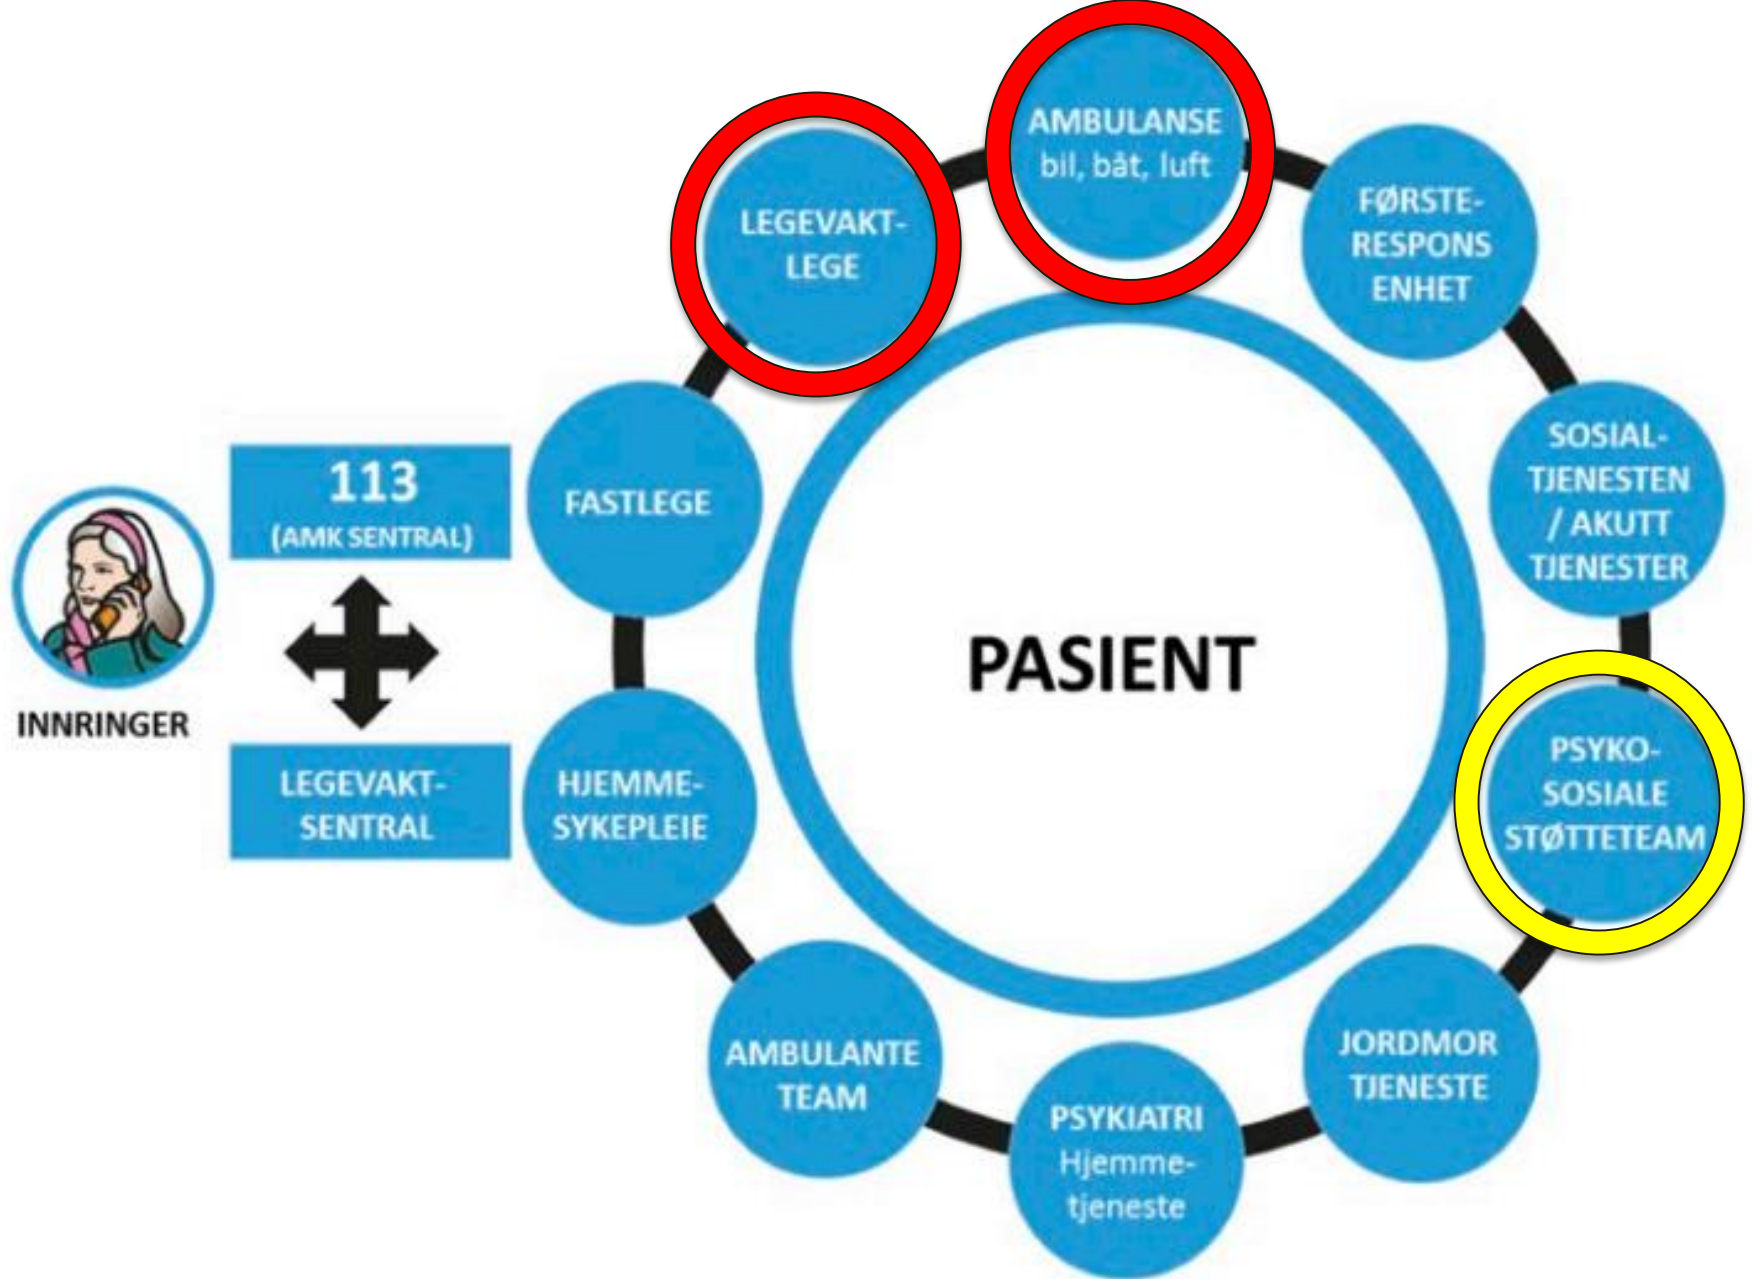 AMBULANSE
bil, båt, luft
LEGEVAKT-
LEGE
FØRSTE-
RESPONS
ENHET
FASTLEGE
SOSIAL-
TJENESTEN
/ AKUTT
TJENESTER
113
(AMK SENTRAL)
INNRINGER
LEGEVAKT-
SENTRAL
HJEMME-
SYKEPLEIE
PASIENT
PSYKO-
SOSIALE
STØTTETEAM
AMBULANTE
TEAM
PSYKIATRI
Hjemme-
tjeneste
JORDMOR
TJENESTE